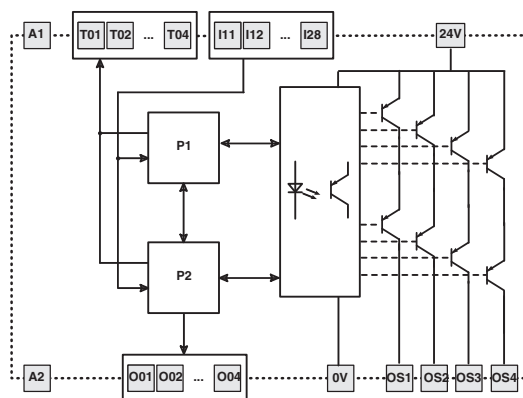 A1 T01 T02 ... T04 I11 I12 ... I28 24V
P1
P2
A2 O01 O02 ... O04 0V OS1 OS2 OS3 OS4